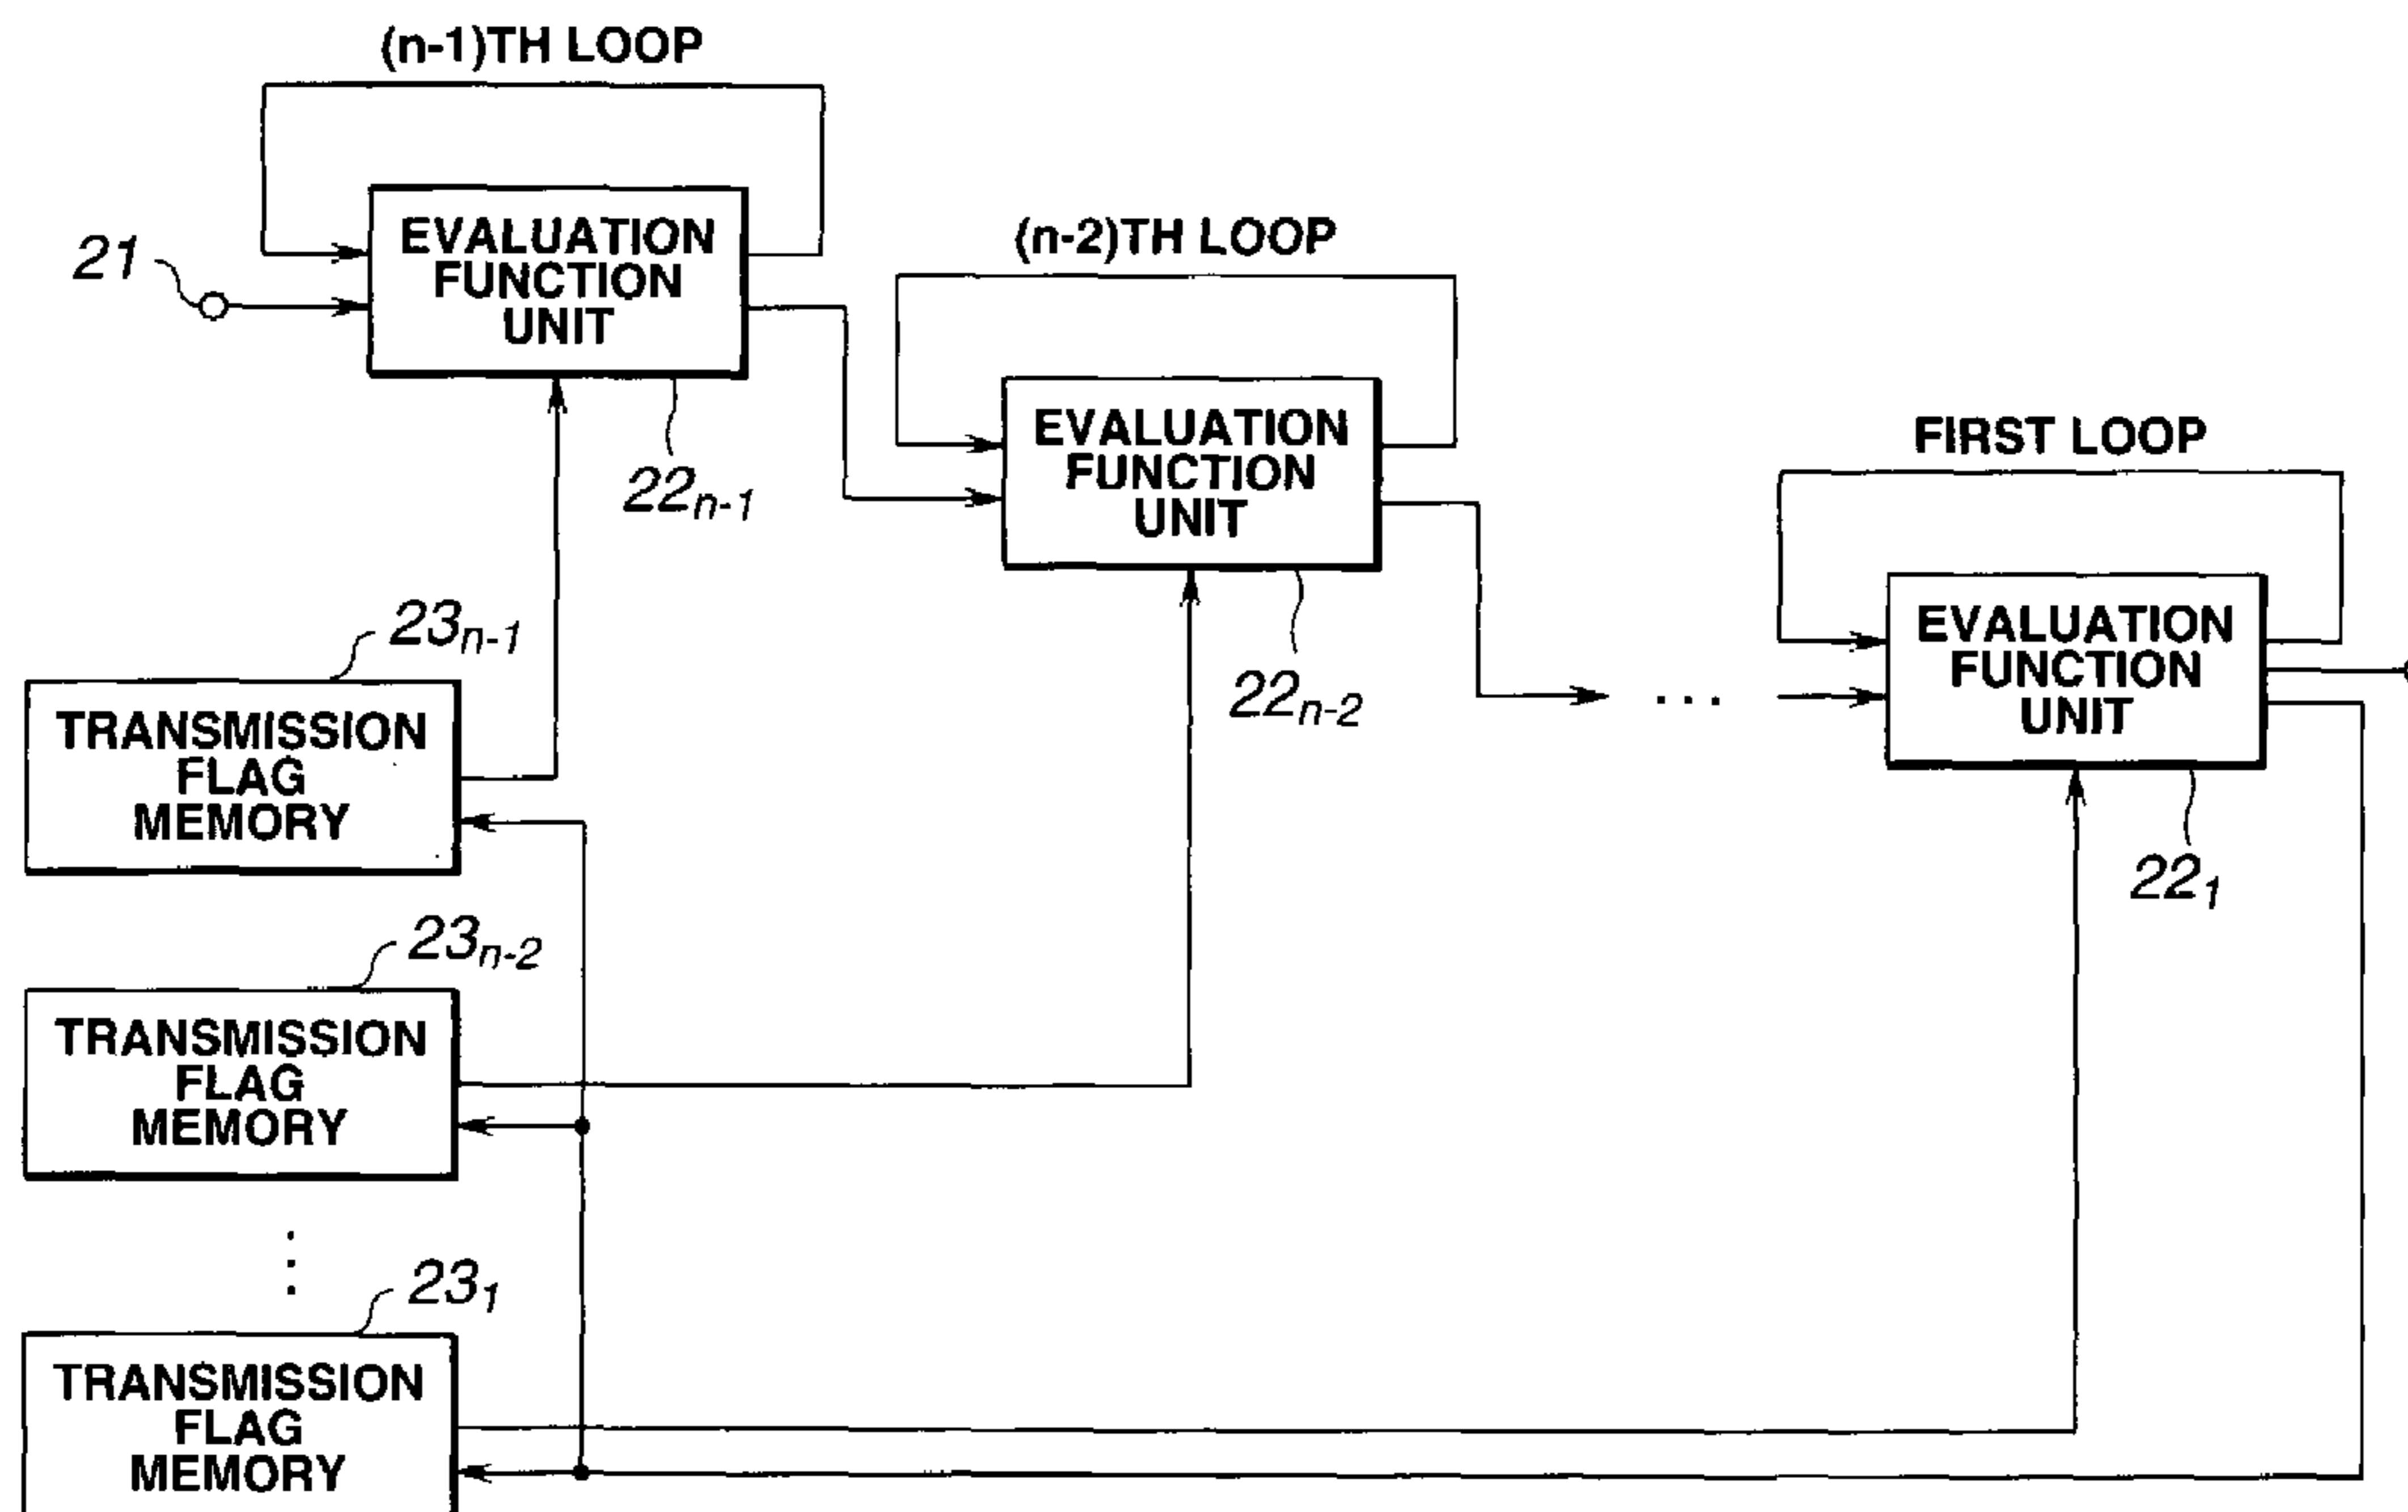 (n-1)TH LOOP
EVALUATION
FUNCTION
UNIT
21
22n-1
(n-2)TH LOOP
EVALUATION
FUNCTION
UNIT
22n-2
...
FIRST LOOP
EVALUATION
FUNCTION
UNIT
221
23n-1
TRANSMISSION
FLAG
MEMORY
23n-2
TRANSMISSION
FLAG
MEMORY
231
TRANSMISSION
FLAG
MEMORY